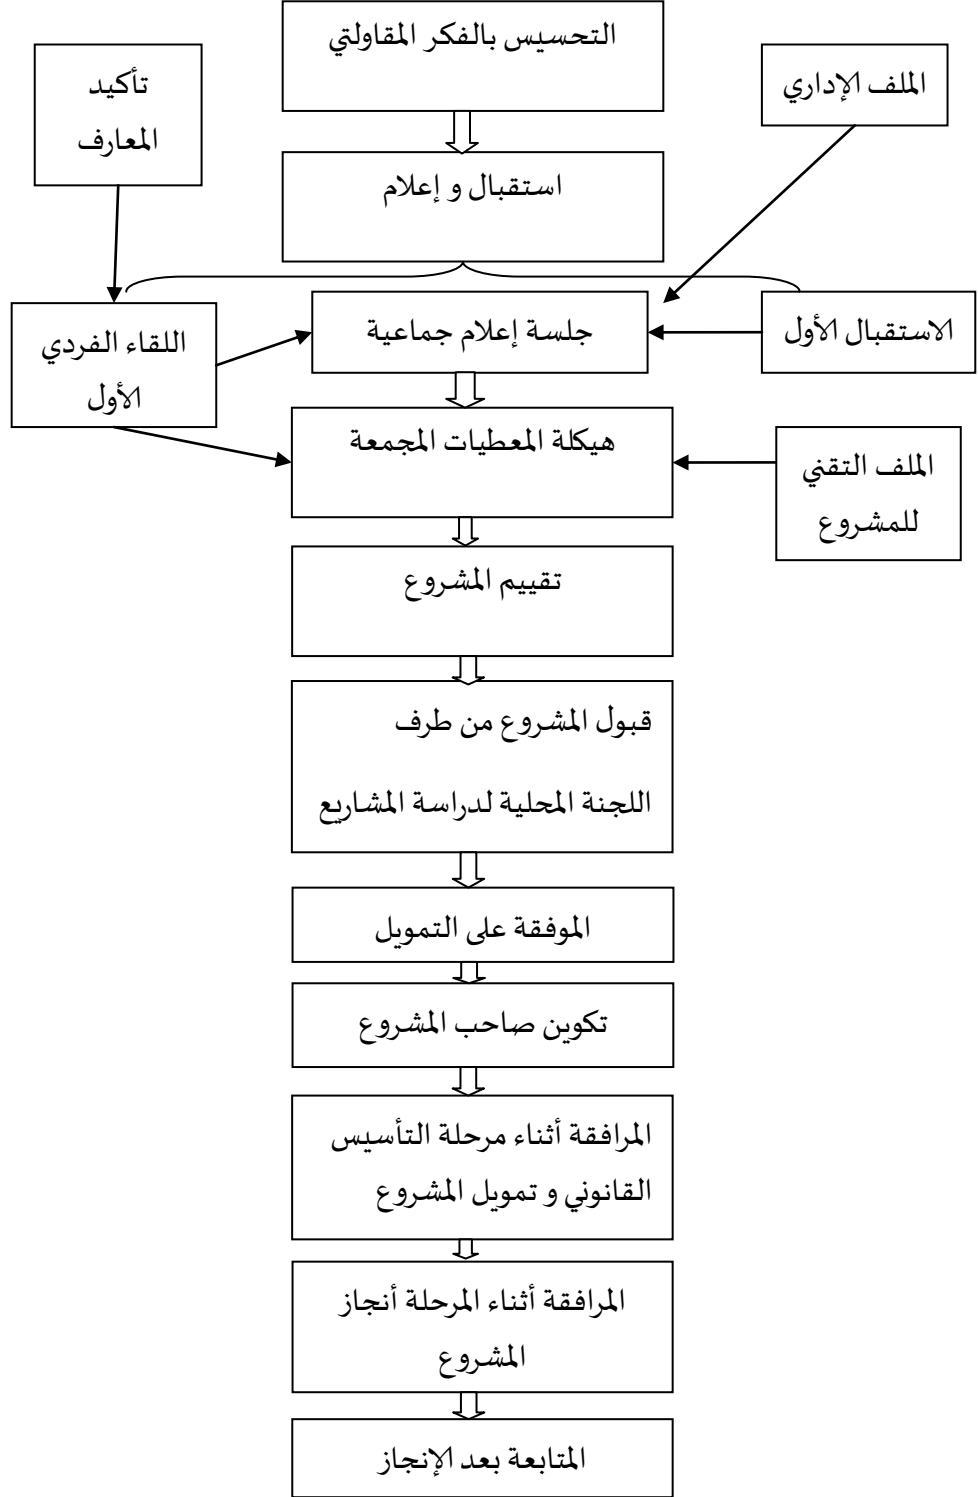 التحسيس بالفكر المقاولتي
الملف الإداري
تأكيد
المعارف
استقبال و إعلام
الاستقبال الأول
جلسة إعلام جماعية
اللقاء الفردي
الأول
هيكلة المعطيات المجمعة
الملف التقني
للمشروع
تقييم المشروع
قبول المشروع من طرف
اللجنة المحلية لدراسة المشاريع
الموفقة على التمويل
تكوين صاحب المشروع
المرافقة أثناء مرحلة التأسيس
القانوني و تمويل المشروع
المرافقة أثناء المرحلة أنجاز
المشروع
المتابعة بعد الإنجاز